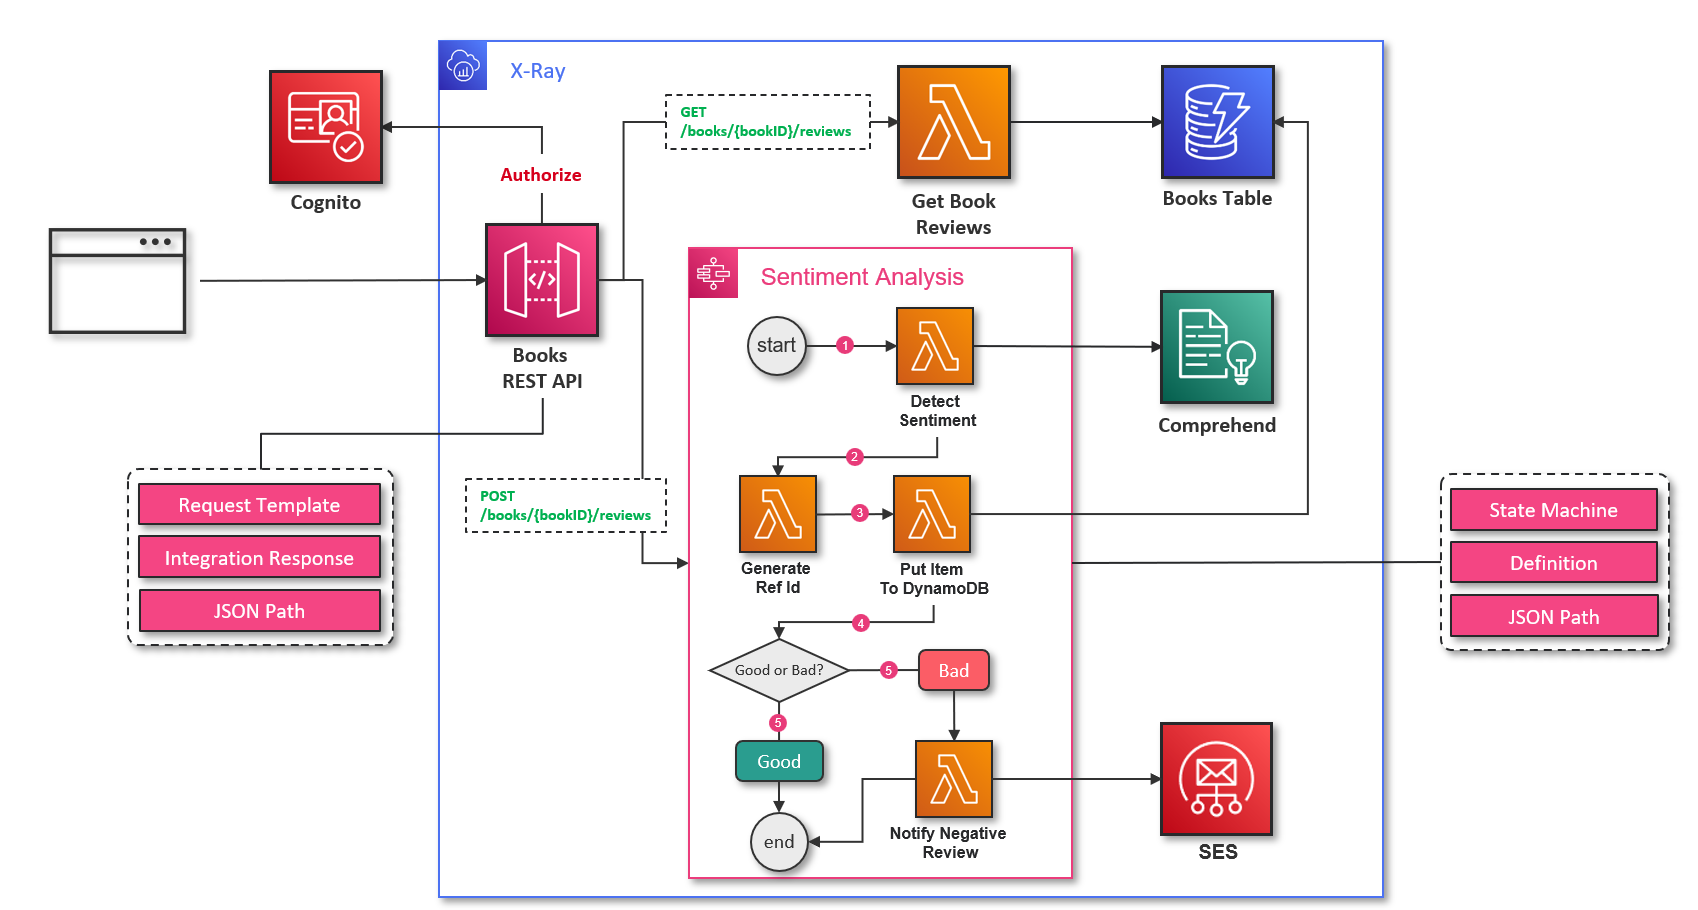 X-Ray
Cognito
Authorize
GET
/books/{bookID}/reviews
Get Book
Reviews
Books Table
Books
REST API
Sentiment Analysis
start
1
Detect
Sentiment
Comprehend
2
Request Template
Integration Response
JSON Path
POST
/books/{bookID}/reviews
3
Generate
Ref Id
Put Item
To DynamoDB
State Machine
Definition
JSON Path
4
Good or Bad?
5
Bad
5
Good
end
Notify Negative
Review
SES